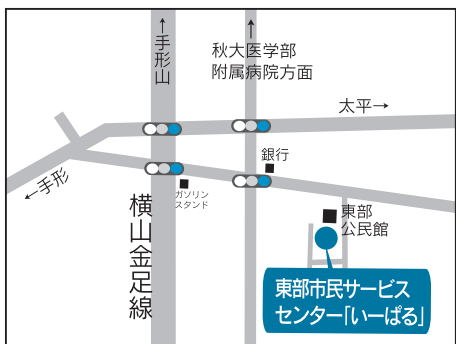 ↑手形山
↑
秋大医学部
附属病院方面
太平→
←手形
銀行
ガソリン
スタンド
横山金足線
東部
公民館
東部市民サービス
センター「いーぱる」